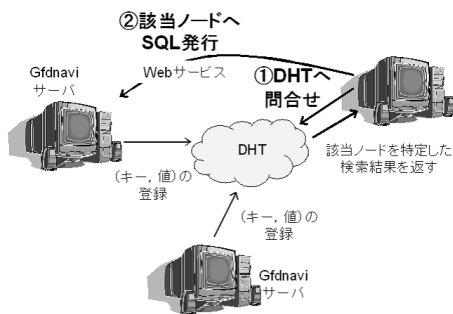 ②該当ノードへ
SQL発行
Gfdnavi
サーバ
Webサービス
①DHTへ
問合せ
DHT
該当ノードを特定した
検索結果を返す
(キー, 値)の
登録
(キー, 値)の
登録
Gfdnavi
サーバ